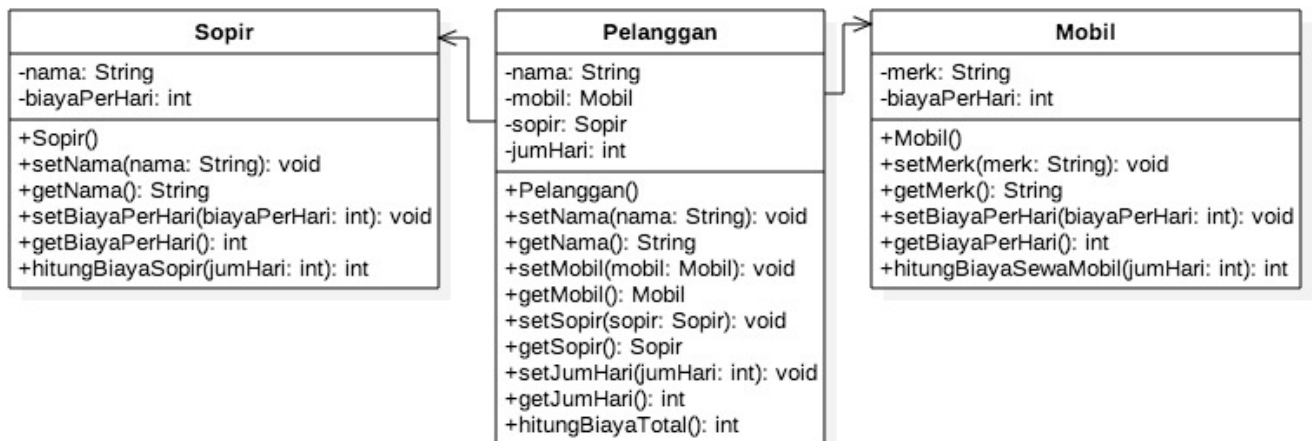 Sopir
-nama: String
-biayaPerHari: int
+Sopir()
+setNama(nama: String): void
+getNama(): String
+setBiayaPerHari(biayaPerHari: int): void
+getBiayaPerHari(): int
+hitungBiayaSopir(jumHari: int): int
Pelanggan
-nama: String
-mobil: Mobil
-sopir: Sopir
-jumHari: int
+Pelanggan()
+setNama(nama: String): void
+getNama(): String
+setMobil(mobil: Mobil): void
+getMobil(): Mobil
+setSopir(sopir: Sopir): void
+getSopir(): Sopir
+setJumHari(jumHari: int): void
+getJumHari(): int
+hitungBiayaTotal(): int
Mobil
-merk: String
-biayaPerHari: int
+Mobil()
+setMerk(merk: String): void
+getMerk(): String
+setBiayaPerHari(biayaPerHari: int): void
+getBiayaPerHari(): int
+hitungBiayaSewaMobil(jumHari: int): int